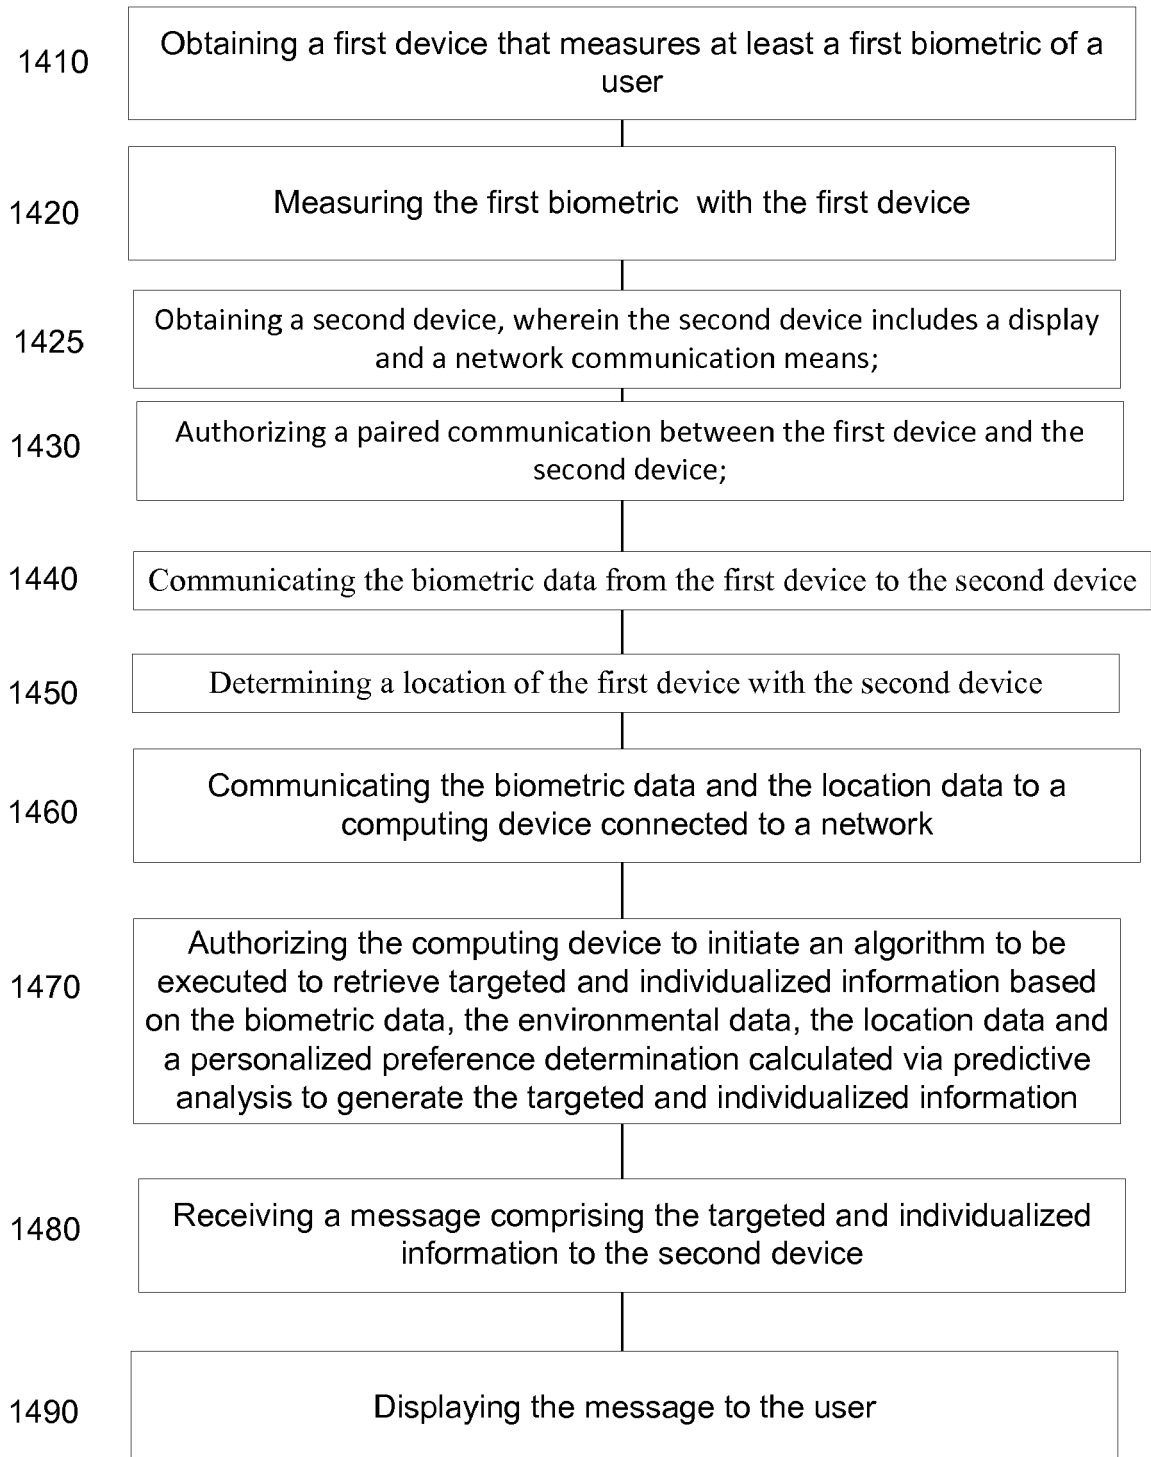 1410
Obtaining a first device that measures at least a first biometric of a
user
1420
Measuring the first biometric  with the first device
1425
Obtaining a second device, wherein the second device includes a display
and a network communication means;
1430
Authorizing a paired communication between the first device and the
second device;
1440
Communicating the biometric data from the first device to the second device
1450
Determining a location of the first device with the second device
1460
Communicating the biometric data and the location data to a
computing device connected to a network
1470
Authorizing the computing device to initiate an algorithm to be
executed to retrieve targeted and individualized information based
on the biometric data, the environmental data, the location data and
a personalized preference determination calculated via predictive
analysis to generate the targeted and individualized information
1480
Receiving a message comprising the targeted and individualized
information to the second device
1490
Displaying the message to the user